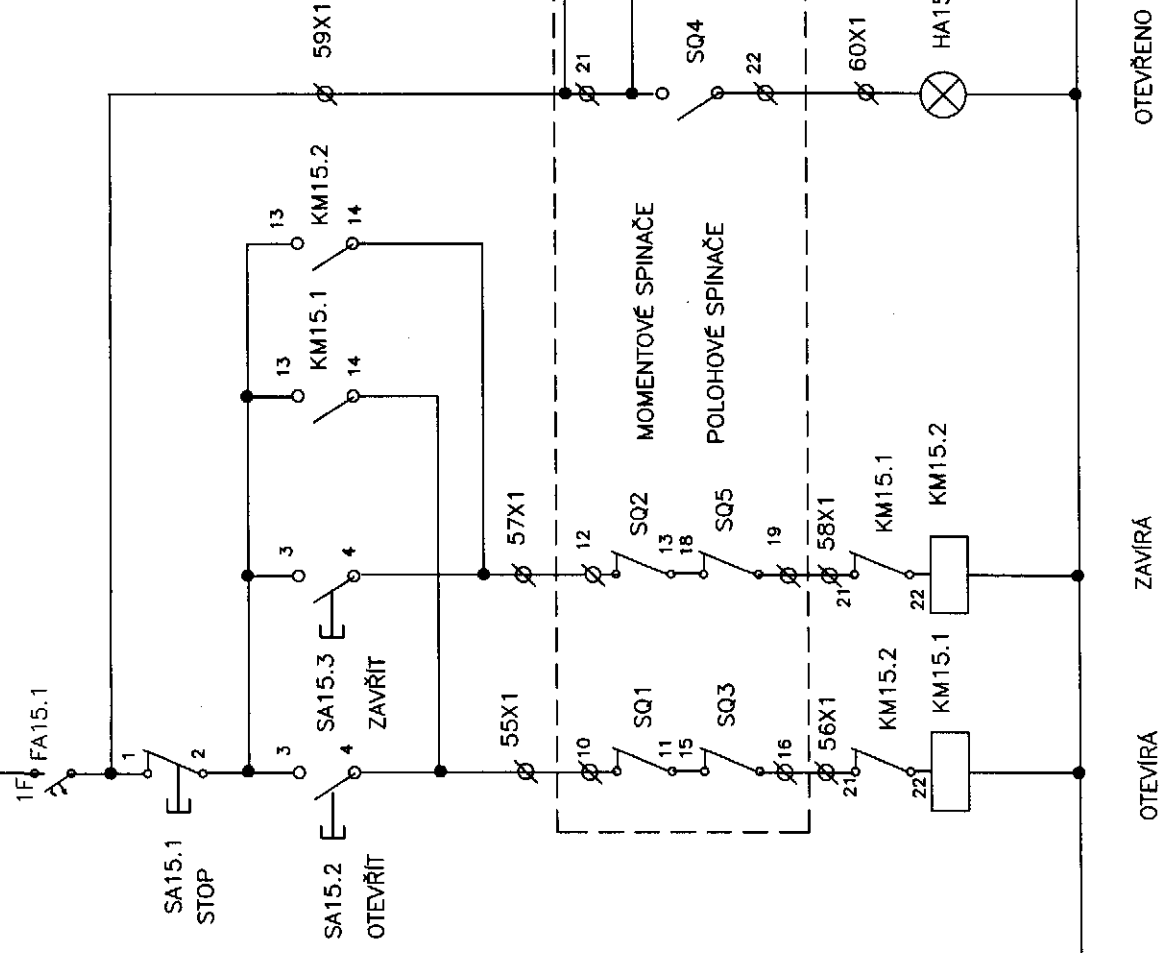 1F
FA15.1
1
2
SA15.1
STOP
3
4
SA15.2
OTEVŘÍT
3
4
SA15.3
ZAVŘÍT
13
KM15.1
14
13
KM15.2
14
59X1
55X1
57X1
10
SQ1
11
15
SQ3
16
56X1
21
KM15.2
22
KM15.1
12
SQ2
13
18
SQ5
19
58X1
21
KM15.1
22
KM15.2
MOMENTOVÉ SPINAČE
POLOHOVÉ SPÍNAČE
21
SQ4
22
60X1
OTEVÍRÁ
ZAVÍRÁ
OTEVŘENO